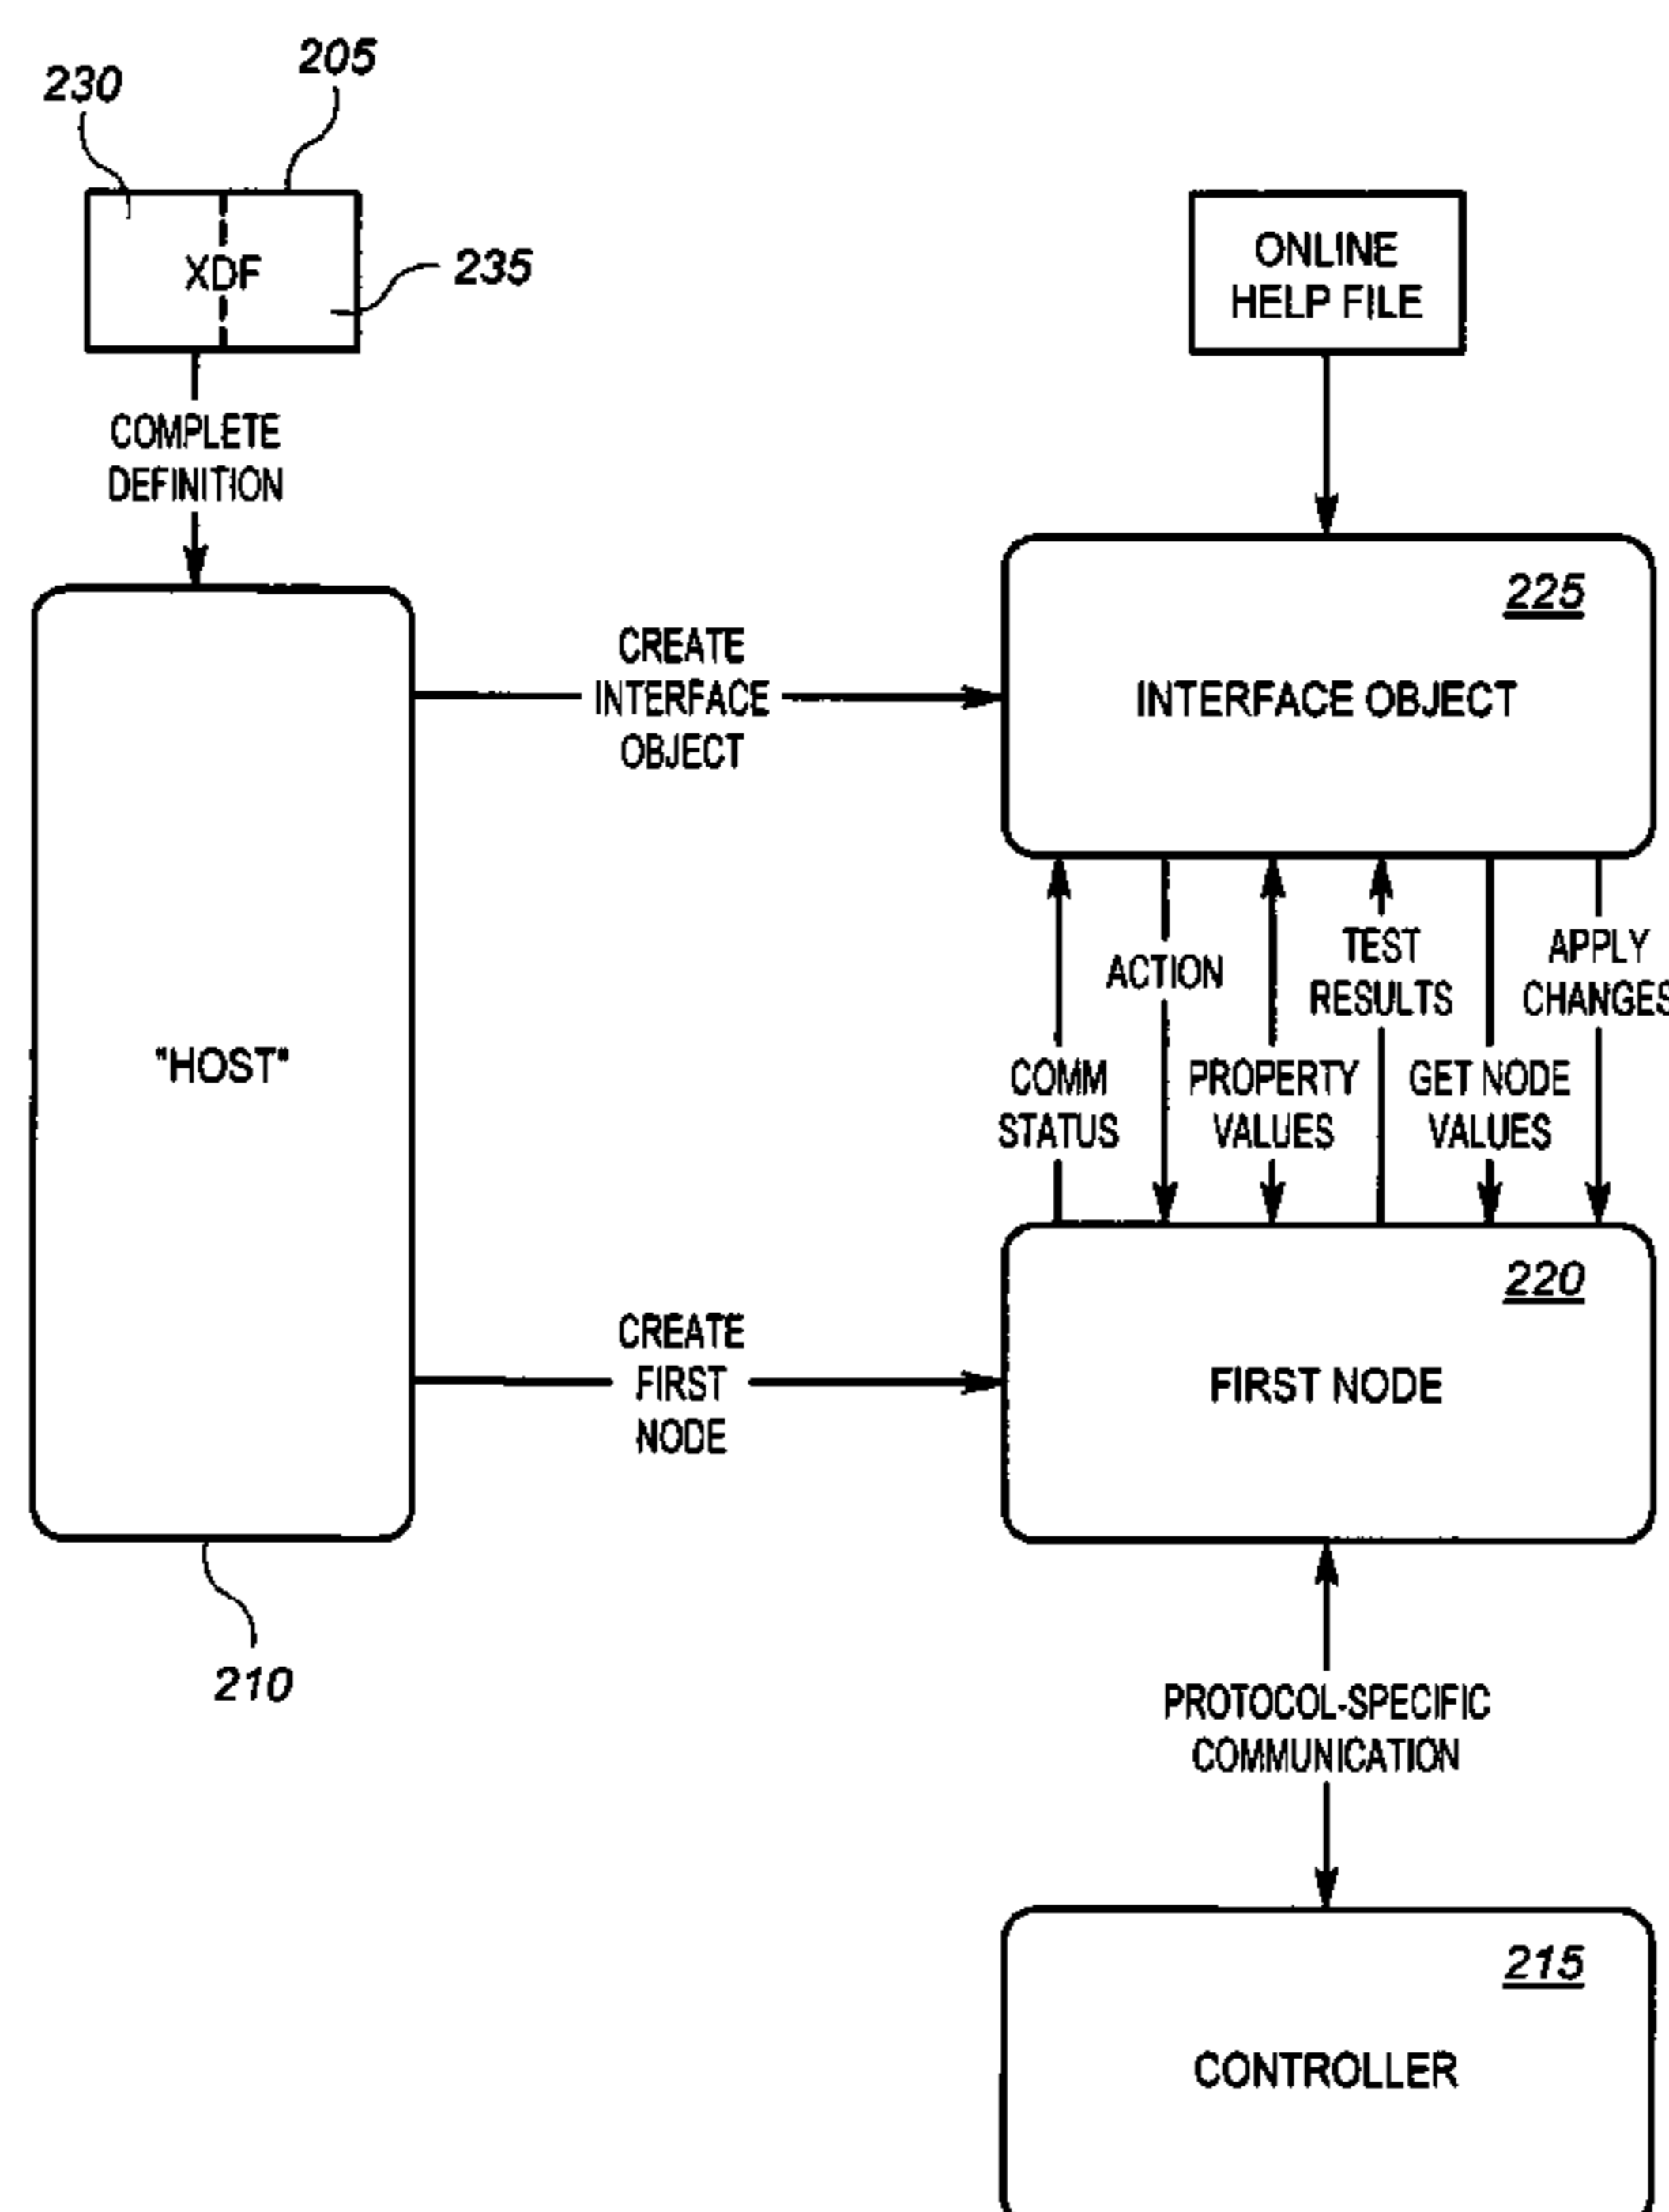 205
230
XDF
235
ONLINE
HELP FILE
COMPLETE
DEFINITION
225
INTERFACE OBJECT
CREATE
INTERFACE
OBJECT
"HOST"
ACTION
TEST
RESULTS
APPLY
CHANGES
COMM
STATUS
PROPERTY
VALUES
GET NODE
VALUES
220
FIRST NODE
CREATE
FIRST
NODE
210
PROTOCOL-SPECIFIC
COMMUNICATION
215
CONTROLLER